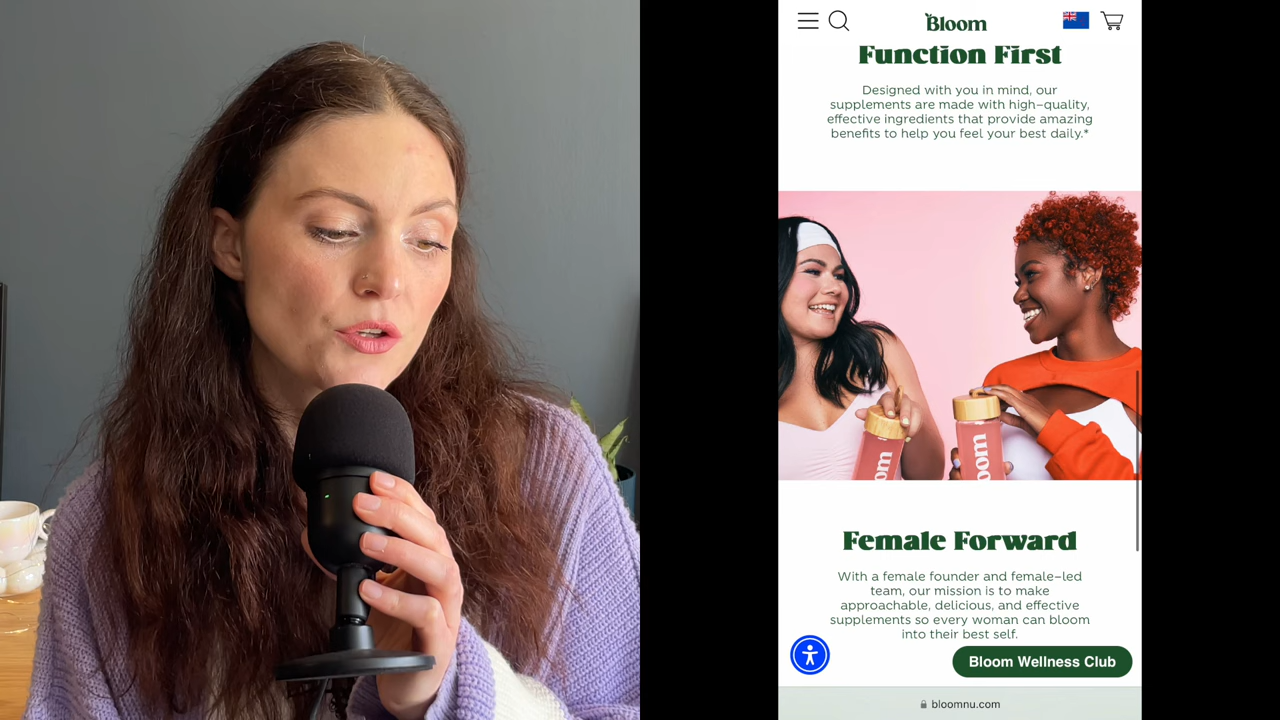 Bloom
Function First
Designed with you in mind, our
supplements are made with high-quality,
effective ingredients that provide amazing
benefits to help you feel your best daily.*
oom
oom
Female Forward
With a female founder and female-led
team, our mission is to make
approachable, delicious, and effective
supplements so every woman can bloom
into their best self.
Bloom Wellness Club
bloomnu.com